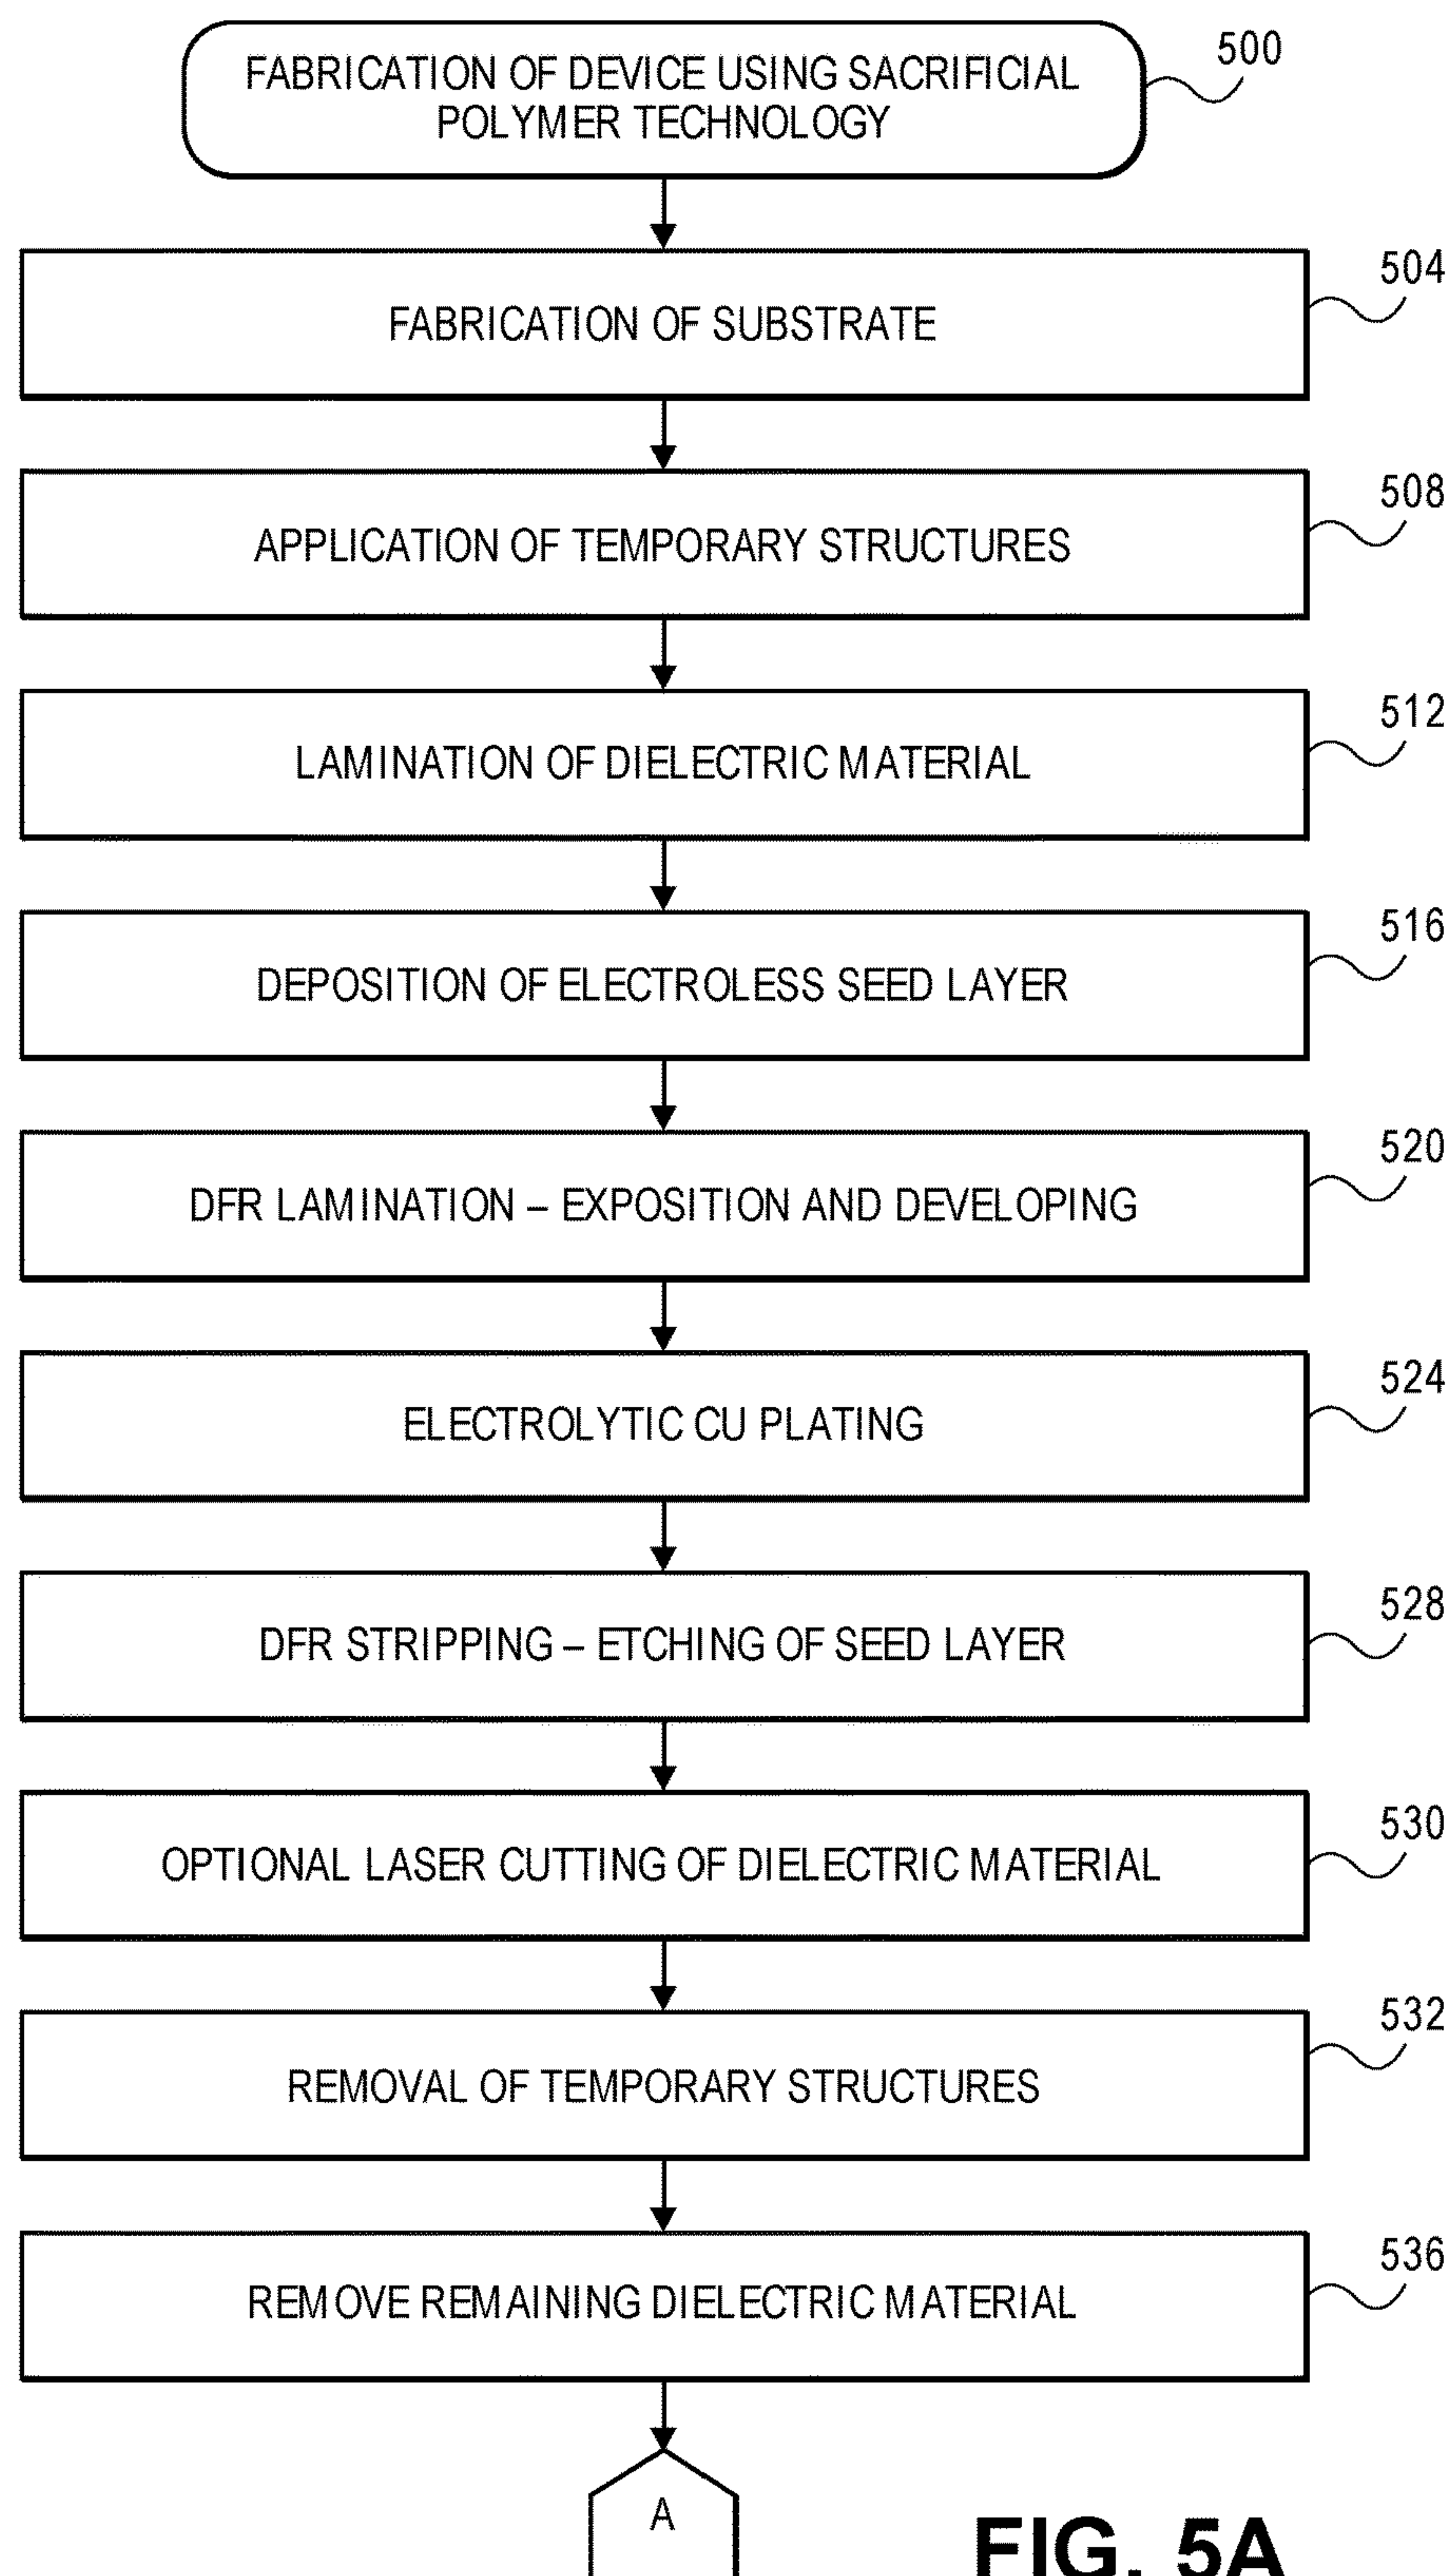 FABRICATION OF DEVICE USING SACRIFICIAL
POLYMER TECHNOLOGY
500
FABRICATION OF SUBSTRATE
504
APPLICATION OF TEMPORARY STRUCTURES
508
LAMINATION OF DIELECTRIC MATERIAL
512
DEPOSITION OF ELECTROLESS SEED LAYER
516
DFR LAMINATION – EXPOSITION AND DEVELOPING
520
ELECTROLYTIC CU PLATING
524
DFR STRIPPING – ETCHING OF SEED LAYER
528
OPTIONAL LASER CUTTING OF DIELECTRIC MATERIAL
530
REMOVAL OF TEMPORARY STRUCTURES
532
REMOVE REMAINING DIELECTRIC MATERIAL
536
A
FIG. 5A